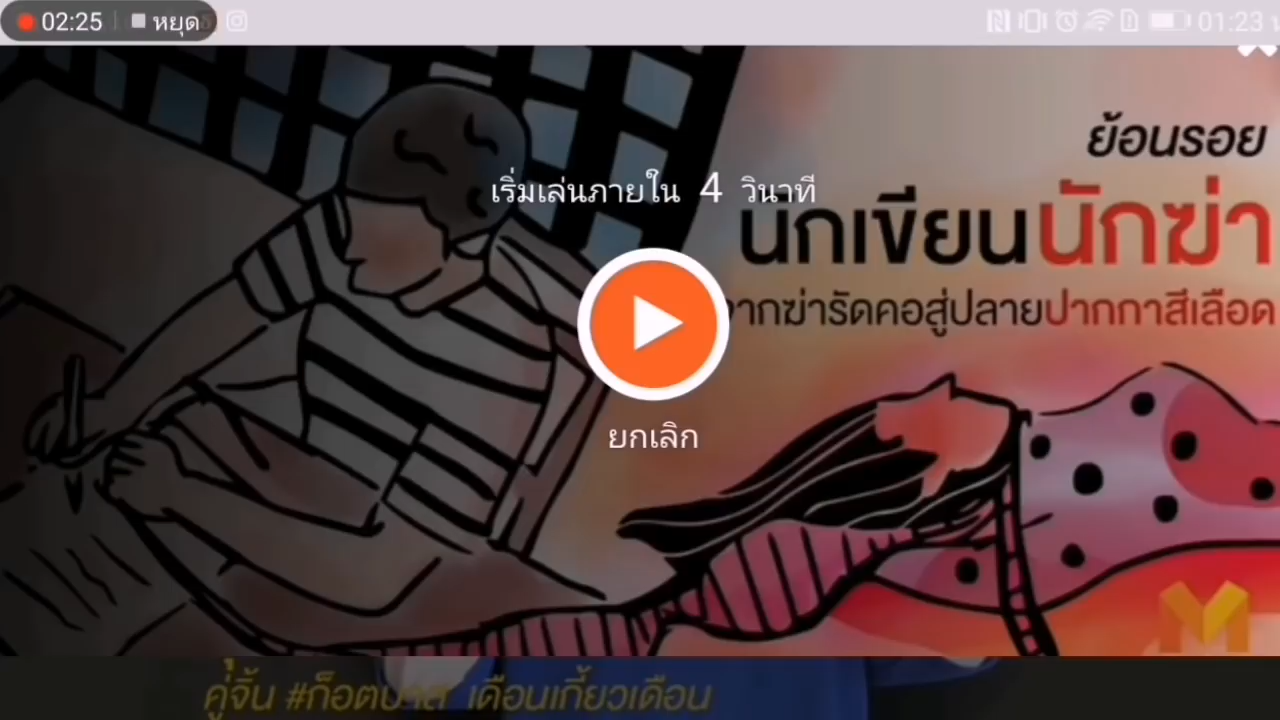 02:25 หยุด 01:23
ย้อนรอย
เริ่มเล่นภายใน 4 วินาที
นักเขียนนักฆ่า
ากฆ่ารัดคอสู่ปลายปากกาสีเลือด
ยกเลิก
คู่จิ้น #ก็อตบาส เดือนเกี้ยวเดือน